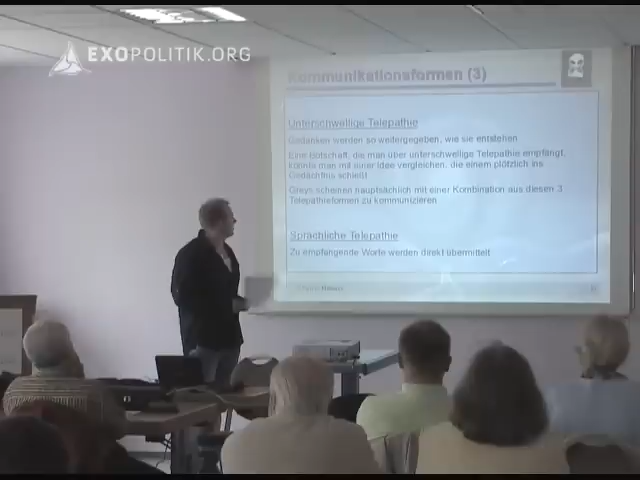 EXOPOLITIK.ORG
Kommunikationsformen (3)
Unterschwellige Telepathie
Gedanken werden so weitergegeben, wie sie entstehen
Eine Botschaft, die man über unterschwellige Telepathie empfängt,
könnte man mit einer Idee vergleichen, die einem plötzlich ins
Gedächtnis schießt
Greys scheinen hauptsächlich mit einer Kombination aus diesen 3
Telepathieformen zu kommunizieren
Sprachliche Telepathie
Zu empfangende Worte werden direkt übermittelt